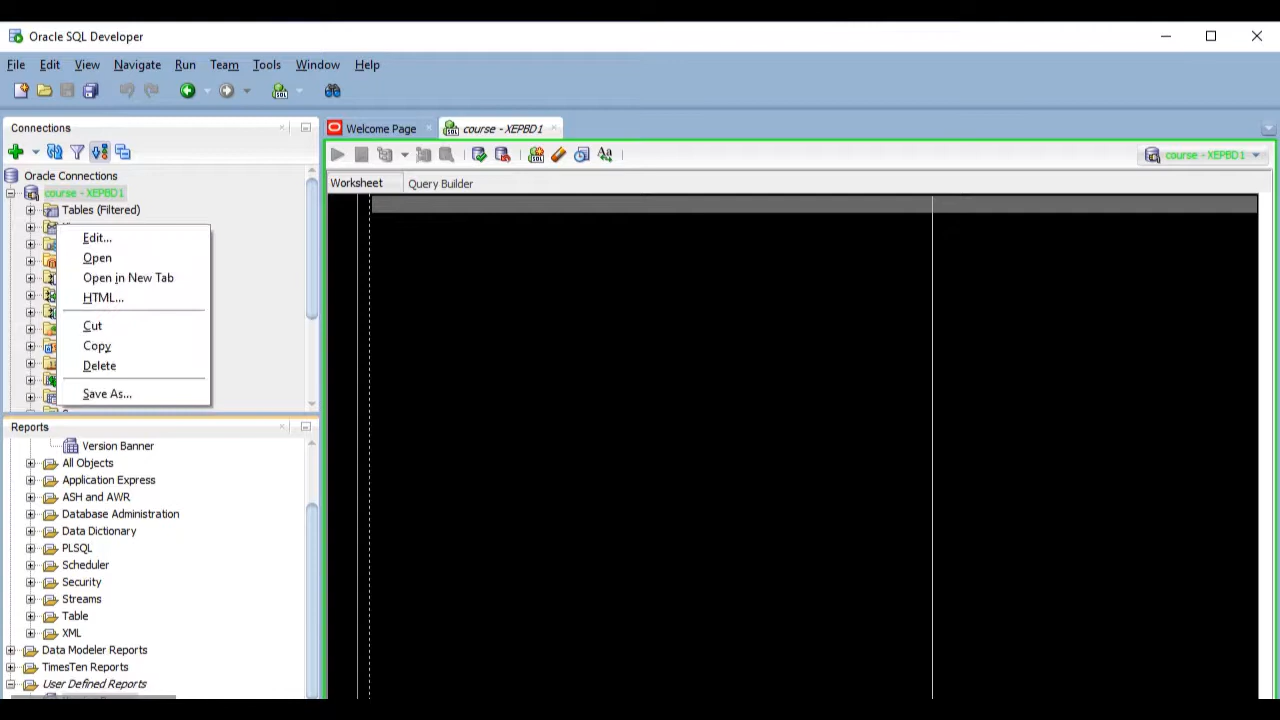 Oracle SQL Developer
File Edit View Navigate Run Team Tools Window Help
Connections
Welcome Page
course - XEPBD1
course - XEPBD1
Worksheet
Query Builder
Oracle Connections
course - XEPBD1
Tables (Filtered)
Edit...
Open
Open in New Tab
HTML...
Cut
Copy
Delete
Save As...
Reports
Version Banner
All Objects
Application Express
ASH and AWR
Database Administration
Data Dictionary
PLSQL
Scheduler
Security
Streams
Table
XML
Data Modeler Reports
TimesTen Reports
User Defined Reports